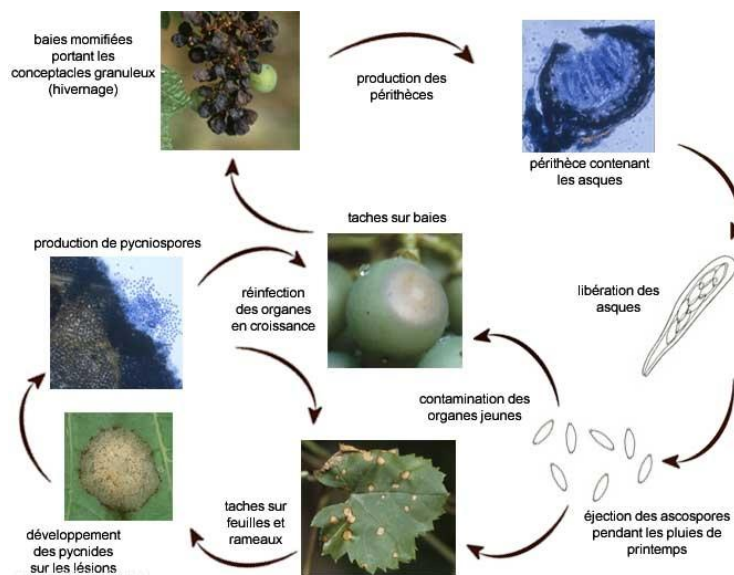 baies momifiées
portant les
conceptacles granuleux
(hivernage)
production des
périthèces
périthèce contenant
les asques
libération des
asques
éjection des ascospores
pendant les pluies de
printemps
contamination des
organes jeunes
taches sur baies
taches sur
feuilles et
rameaux
développement
des pycnides
sur les lésions
production de pycniospores
réinfection
des organes
en croissance